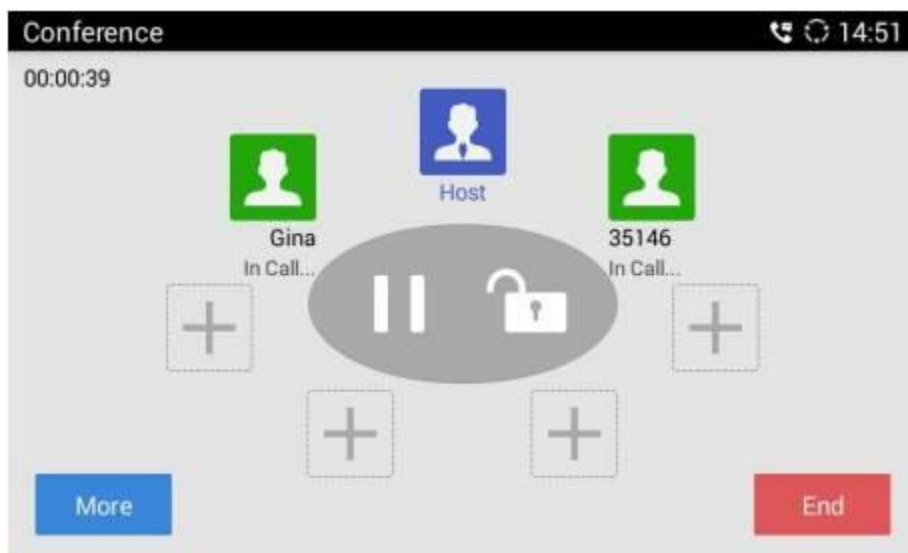 Conference
14:51
00:00:39
Host
Gina
In Call...
35146
In Call...
More
End